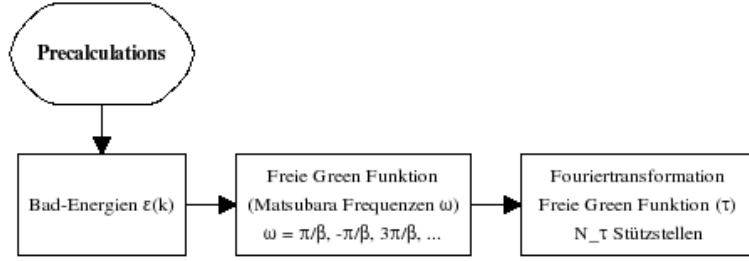 Precalculations
Bad-Energien ε(k)
Freie Green Funktion
(Matsubara Frequenzen ω)
ω = π/β, -π/β, 3π/β, ...
Fouriertransformation
Freie Green Funktion (τ)
N_τ Stützstellen